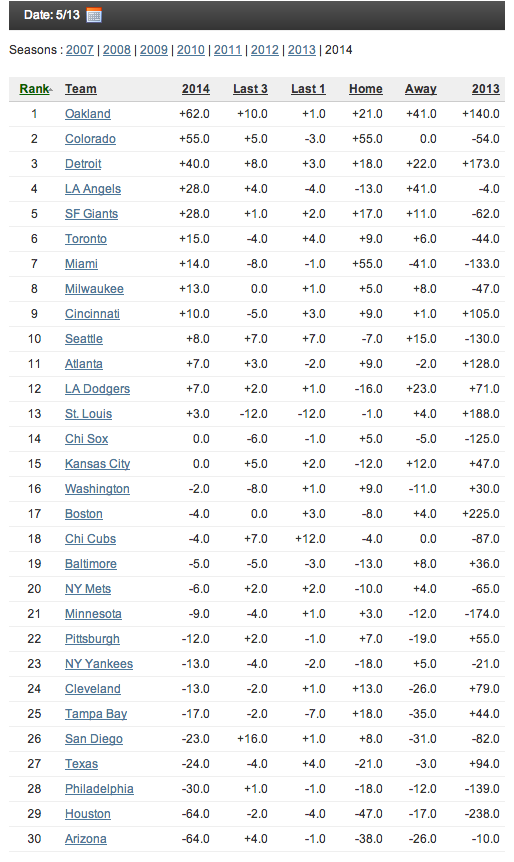 Date: 5/13
Seasons : 2007 | 2008 | 2009 | 2010 | 2011 | 2012 | 2013 | 2014
Rank Team 2014 Last 3 Last 1 Home Away 2013
1 Oakland +62.0 +10.0 +1.0 +21.0 +41.0 +140.0
2 Colorado +55.0 +5.0 -3.0 +55.0 0.0 -54.0
3 Detroit +40.0 +8.0 +3.0 +18.0 +22.0 +173.0
4 LA Angels +28.0 +4.0 -4.0 -13.0 +41.0 -4.0
5 SF Giants +28.0 +1.0 +2.0 +17.0 +11.0 -62.0
6 Toronto +15.0 -4.0 +4.0 +9.0 +6.0 -44.0
7 Miami +14.0 -8.0 -1.0 +55.0 -41.0 -133.0
8 Milwaukee +13.0 0.0 +1.0 +5.0 +8.0 -47.0
9 Cincinnati +10.0 -5.0 +3.0 +9.0 +1.0 +105.0
10 Seattle +8.0 +7.0 +7.0 -7.0 +15.0 -130.0
11 Atlanta +7.0 +3.0 -2.0 +9.0 -2.0 +128.0
12 LA Dodgers +7.0 +2.0 +1.0 -16.0 +23.0 +71.0
13 St. Louis +3.0 -12.0 -12.0 -1.0 +4.0 +188.0
14 Chi Sox 0.0 -6.0 -1.0 +5.0 -5.0 -125.0
15 Kansas City 0.0 +5.0 +2.0 -12.0 +12.0 +47.0
16 Washington -2.0 -8.0 +1.0 +9.0 -11.0 +30.0
17 Boston -4.0 0.0 +3.0 -8.0 +4.0 +225.0
18 Chi Cubs -4.0 +7.0 +12.0 -4.0 0.0 -87.0
19 Baltimore -5.0 -5.0 -3.0 -13.0 +8.0 +36.0
20 NY Mets -6.0 +2.0 +2.0 -10.0 +4.0 -65.0
21 Minnesota -9.0 -4.0 +1.0 +3.0 -12.0 -174.0
22 Pittsburgh -12.0 +2.0 -1.0 +7.0 -19.0 +55.0
23 NY Yankees -13.0 -4.0 -2.0 -18.0 +5.0 -21.0
24 Cleveland -13.0 -2.0 +1.0 +13.0 -26.0 +79.0
25 Tampa Bay -17.0 -2.0 -7.0 +18.0 -35.0 +44.0
26 San Diego -23.0 +16.0 +1.0 +8.0 -31.0 -82.0
27 Texas -24.0 -4.0 +4.0 -21.0 -3.0 +94.0
28 Philadelphia -30.0 +1.0 -1.0 -18.0 -12.0 -139.0
29 Houston -64.0 -2.0 -4.0 -47.0 -17.0 -238.0
30 Arizona -64.0 +4.0 -1.0 -38.0 -26.0 -10.0